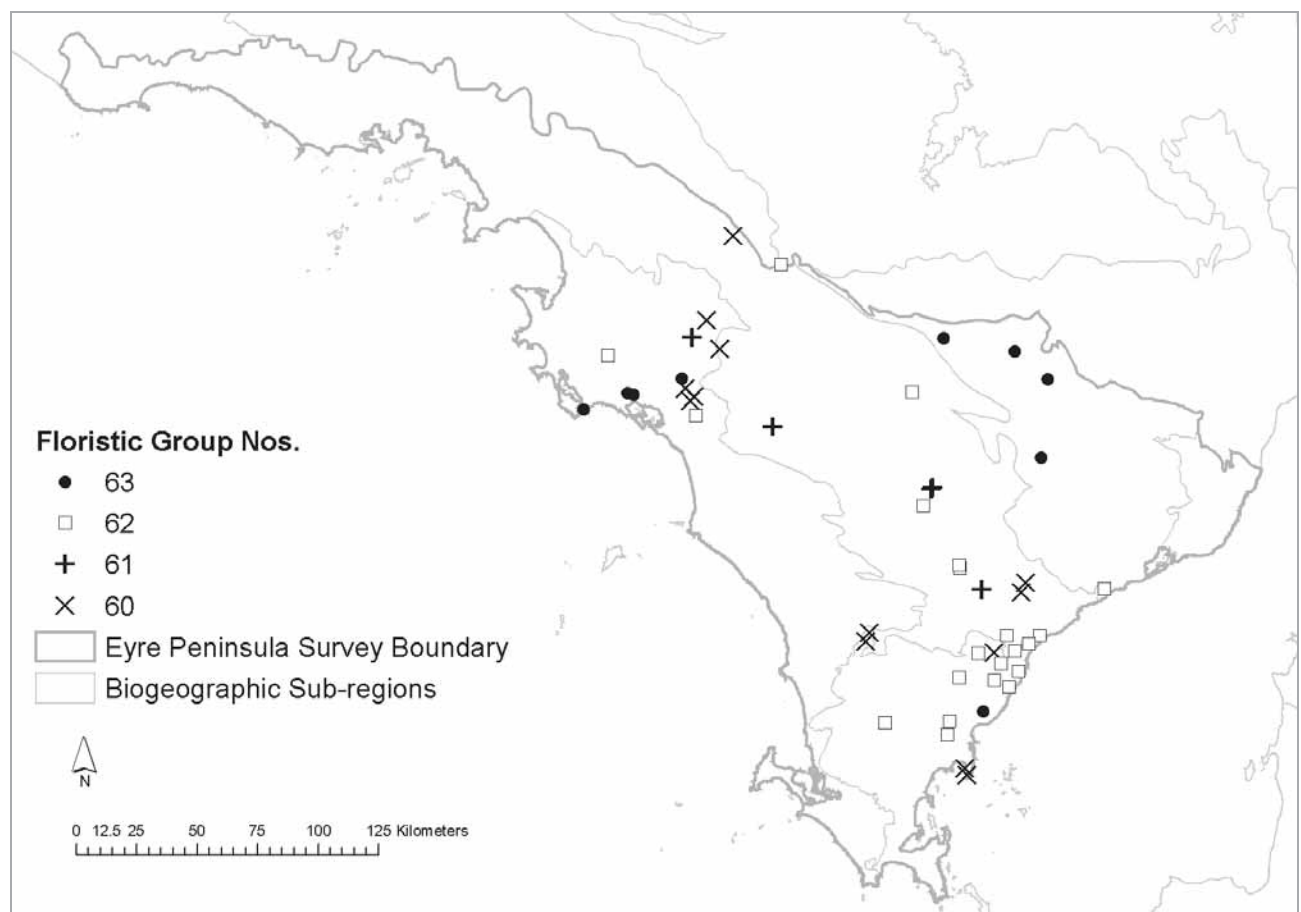 Floristic Group Nos.
63
62
61
60
Eyre Peninsula Survey Boundary
Biogeographic Sub-regions
N
0 12.5 25 50 75 100 125 Kilometers